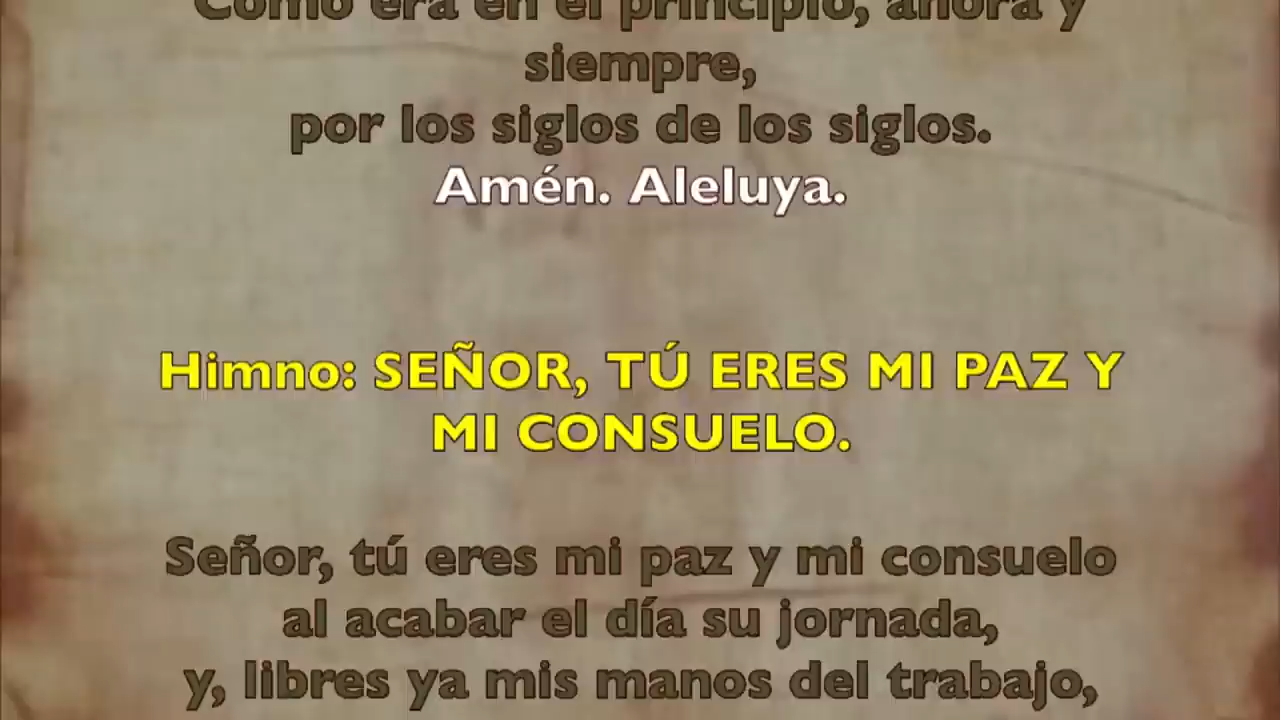 Como era en el principio, ahora y
siempre,
por los siglos de los siglos.
Amén. Aleluya.
Himno: SEÑOR, TÚ ERES MI PAZ Y
MI CONSUELO.
Señor, tú eres mi paz y mi consuelo
al acabar el día su jornada,
y, libres ya mis manos del trabajo,